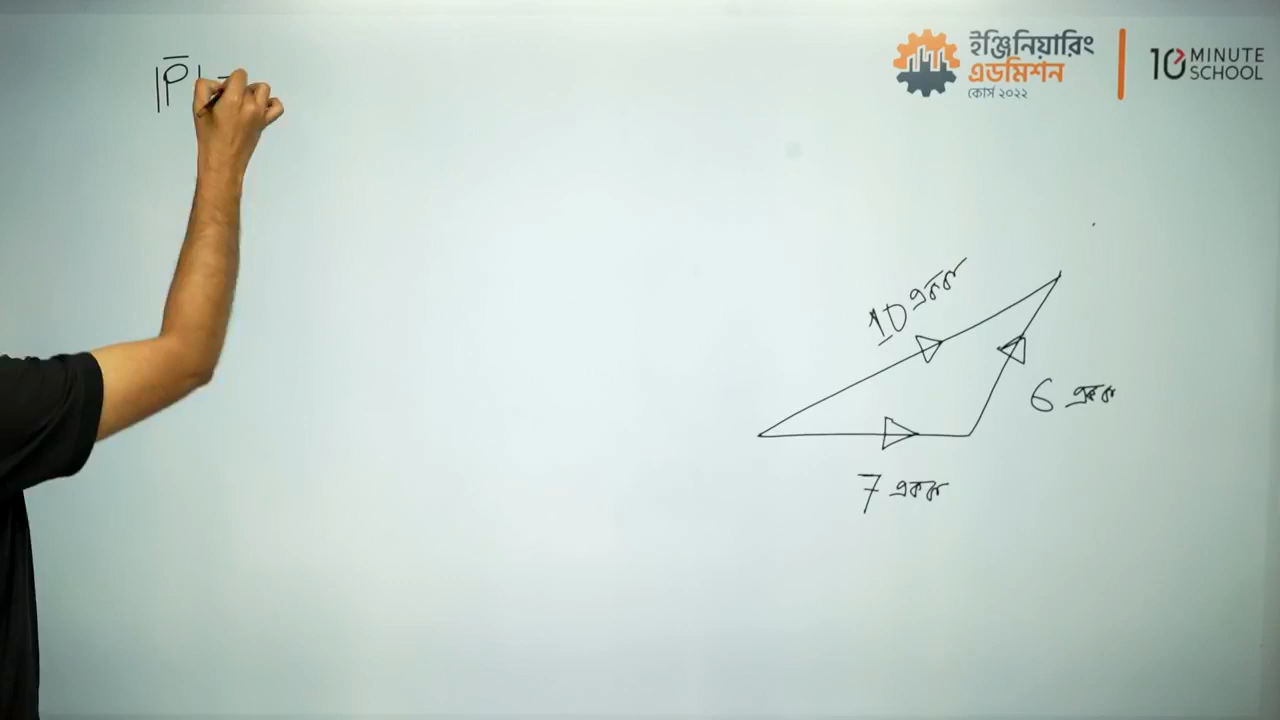 |P̅| =
ইঞ্জিনিয়ারিং
এডমিশন
কোর্স ২০২২
10 MINUTE
SCHOOL
10 একক
6 একক
7 একক